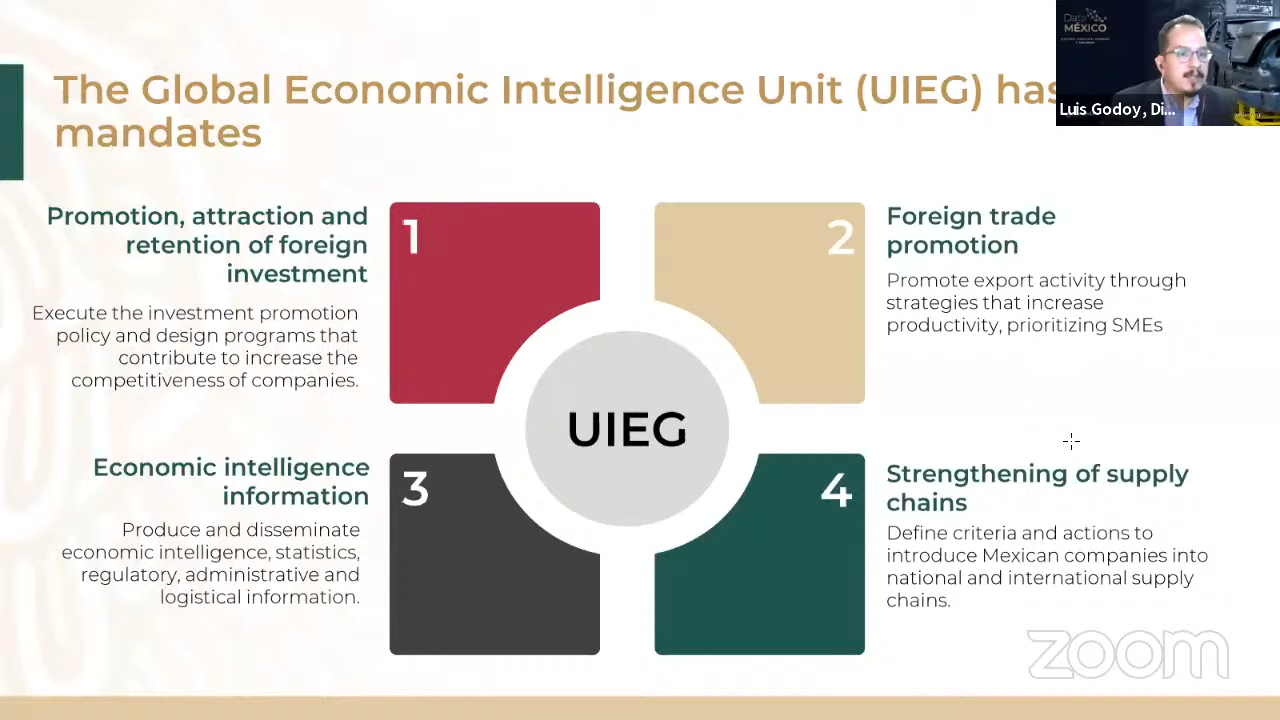 The Global Economic Intelligence Unit (UIEG) has
mandates
Data
MÉXICO
Luis Godoy, Di...
Promotion, attraction and
retention of foreign
investment
Execute the investment promotion
policy and design programs that
contribute to increase the
competitiveness of companies.
1
2
Foreign trade
promotion
Promote export activity through
strategies that increase
productivity, prioritizing SMEs
UIEG
Economic intelligence
information
Produce and disseminate
economic intelligence, statistics,
regulatory, administrative and
logistical information.
3
4
Strengthening of supply
chains
Define criteria and actions to
introduce Mexican companies into
national and international supply
chains.
zoom